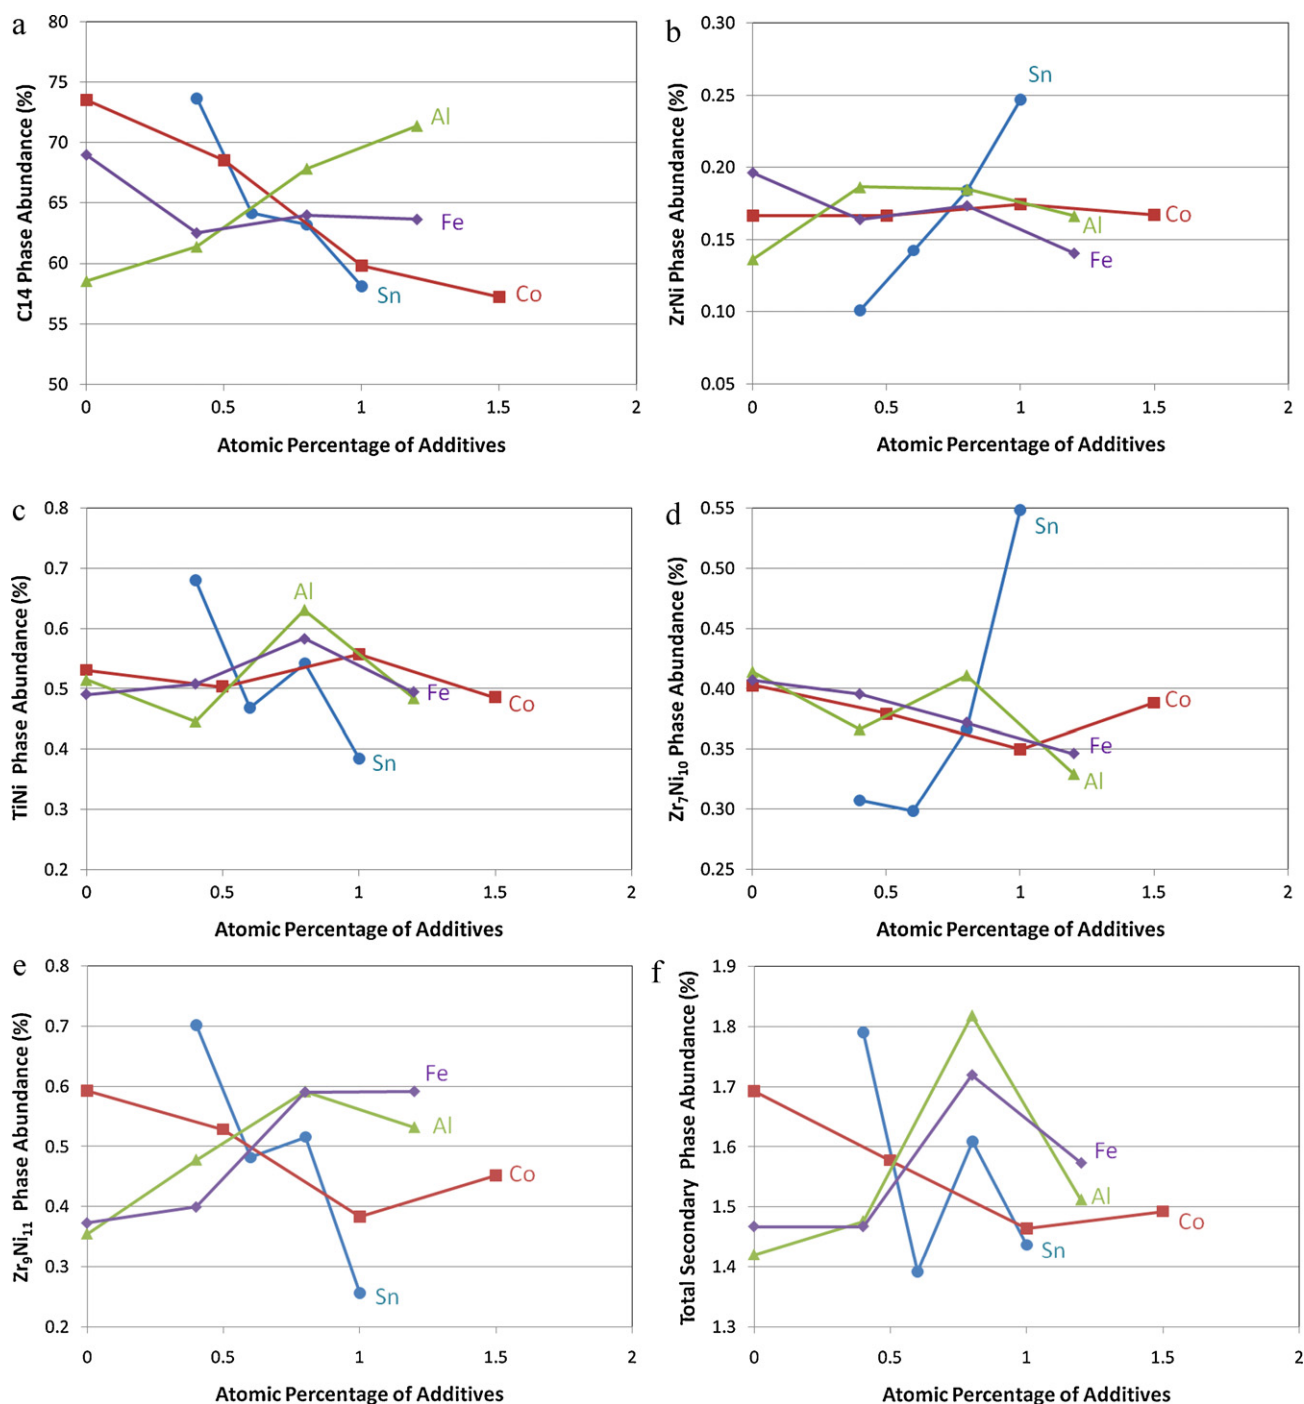 a
C14 Phase Abundance (%)
80
75
70
65
60
55
50
0 0.5 1 1.5 2
Atomic Percentage of Additives
Al
Fe
Sn
Co
b
ZrNi Phase Abundance (%)
0.30
0.25
0.20
0.15
0.10
0.05
0 0.5 1 1.5 2
Atomic Percentage of Additives
Sn
Co
Al
Fe
c
TiNi Phase Abundance (%)
0.8
0.7
0.6
0.5
0.4
0.3
0.2
0 0.5 1 1.5 2
Atomic Percentage of Additives
Al
Fe
Co
Sn
d
Zr₇Ni₁₀ Phase Abundance (%)
0.55
0.50
0.45
0.40
0.35
0.30
0.25
0 0.5 1 1.5 2
Atomic Percentage of Additives
Sn
Co
Fe
Al
e
Zr₉Ni₁₁ Phase Abundance (%)
0.8
0.7
0.6
0.5
0.4
0.3
0.2
0 0.5 1 1.5 2
Atomic Percentage of Additives
Fe
Al
Co
Sn
f
Total Secondary Phase Abundance (%)
1.9
1.8
1.7
1.6
1.5
1.4
1.3
0 0.5 1 1.5 2
Atomic Percentage of Additives
Fe
Al
Co
Sn